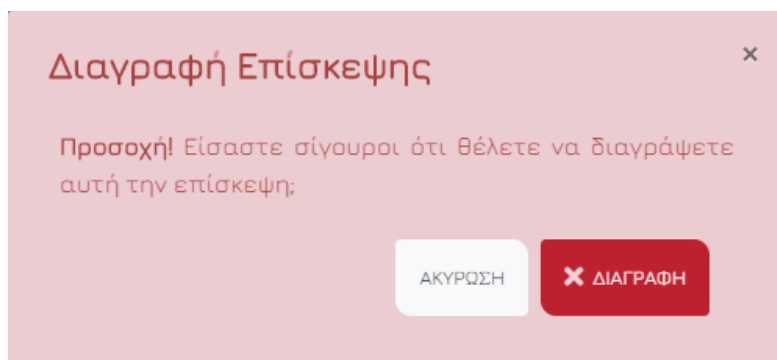 Διαγραφή Επίσκεψης
Προσοχή! Είσαστε σίγουροι ότι θέλετε να διαγράψετε
αυτή την επίσκεψη;
ΑΚΥΡΩΣΗ
ΔΙΑΓΡΑΦΗ